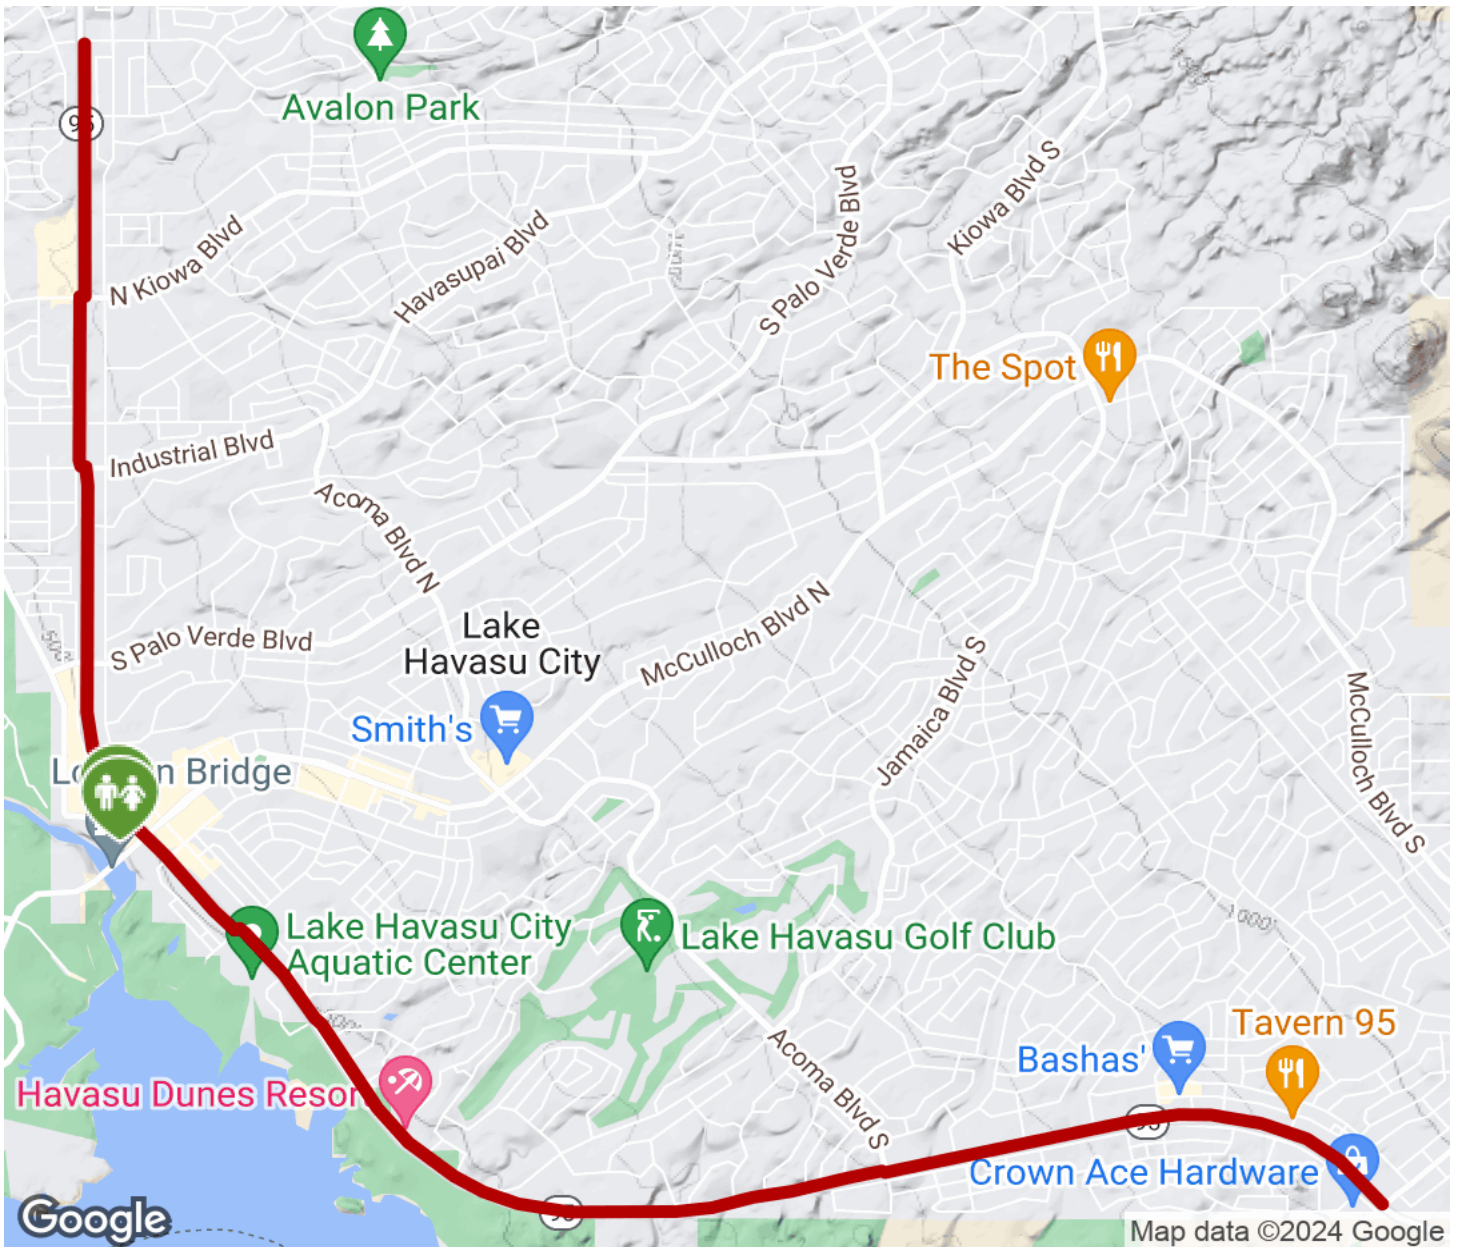 Avalon Park
N Kiowa Blvd
Havasupai Blvd
S Palo Verde Blvd
Kiowa Blvd S
The Spot
Industrial Blvd
Acoma Blvd N
Lake
Havasu City
S Palo Verde Blvd
McCulloch Blvd N
Smith's
Jamaica Blvd S
McCulloch Blvd S
Bridge
1000'
Lake Havasu City
Aquatic Center
Lake Havasu Golf Club
Tavern 95
Bashas'
Acoma Blvd S
Havasu Dunes Resor
Crown Ace Hardware
Google
Map data ©2024 Google